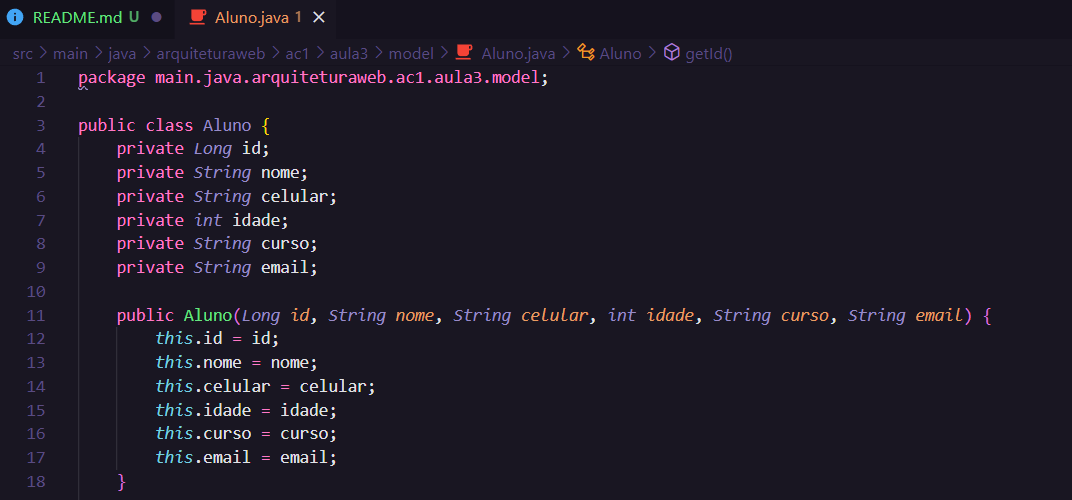 README.md U
Aluno.java 1
src > main > java > arquiteturaweb > ac1 > aula3 > model > Aluno.java > Aluno > getId()
1 package main.java.arquiteturaweb.ac1.aula3.model;
2
3 public class Aluno {
4 private Long id;
5 private String nome;
6 private String celular;
7 private int idade;
8 private String curso;
9 private String email;
10
11 public Aluno(Long id, String nome, String celular, int idade, String curso, String email) {
12 this.id = id;
13 this.nome = nome;
14 this.celular = celular;
15 this.idade = idade;
16 this.curso = curso;
17 this.email = email;
18 }